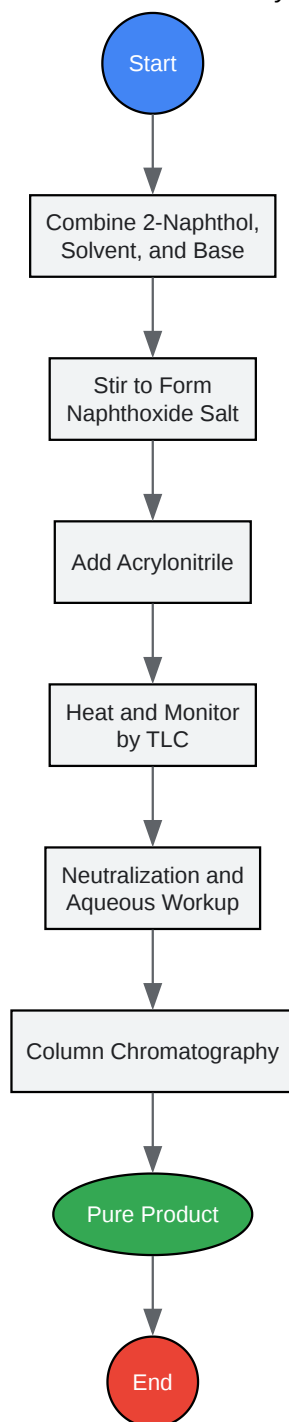 Start
Combine 2-Naphthol,
Solvent, and Base
Stir to Form
Naphthoxide Salt
Add Acrylonitrile
Heat and Monitor
by TLC
Neutralization and
Aqueous Workup
Column Chromatography
Pure Product
End